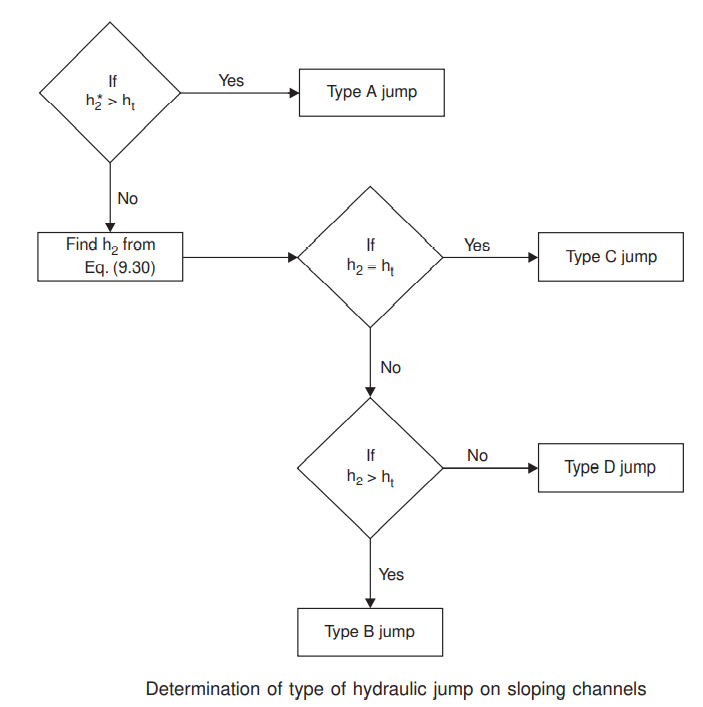 If
h₂* > hₜ
Yes
Type A jump
No
Find h₂ from
Eq. (9.30)
If
h₂ = hₜ
Yes
Type C jump
No
If
h₂ > hₜ
No
Type D jump
Yes
Type B jump
Determination of type of hydraulic jump on sloping channels